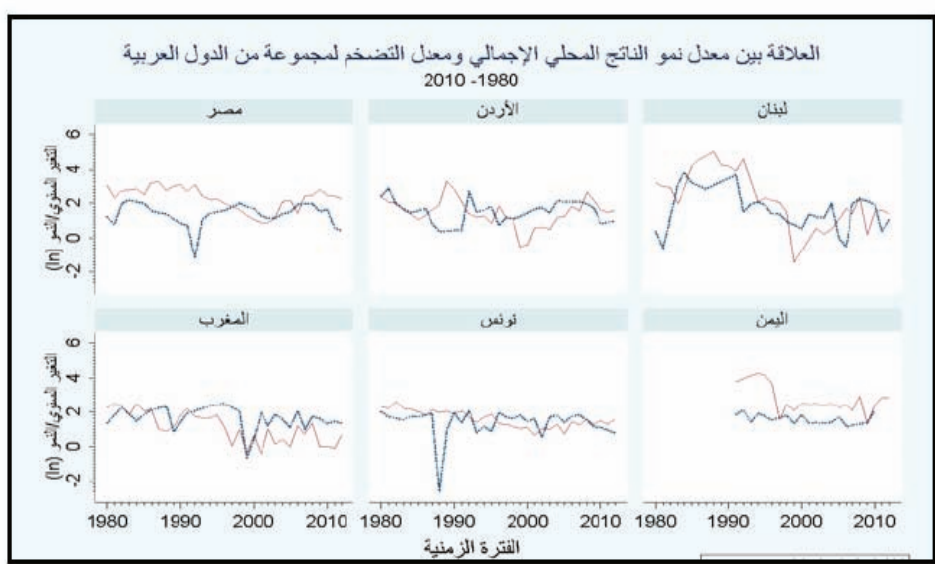 العلاقة بين معدل نمو الناتج المحلي الإجمالي ومعدل التضخم لمجموعة من الدول العربية
2010 -1980
مصر
الأردن
لبنان
التغير السنوي/النمو (ln)
6
4
2
0
-2
المغرب
تونس
اليمن
التغير السنوي/النمو (ln)
6
4
2
0
-2
1980 1990 2000 2010
1980 1990 2000 2010
1980 1990 2000 2010
الفترة الزمنية